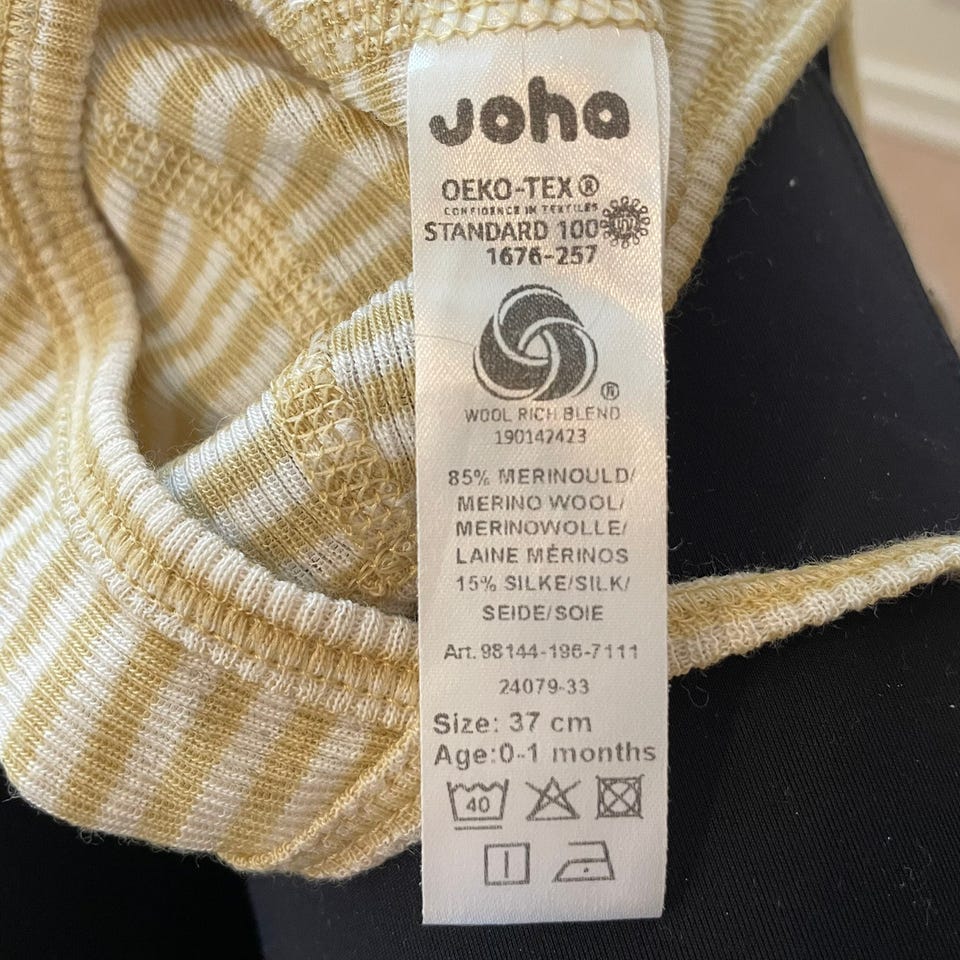 Joha
OEKO-TEX®
CONFIDENCE IN TEXTILES
STANDARD 100
1676-257
®
WOOL RICH BLEND
190142423
85% MERINOULD/
MERINO WOOL/
MERINOWOLLE/
LAINE MÉRINOS
15% SILKE/SILK/
SEIDE/SOIE
Art. 98144-196-7111
24079-33
Size: 37 cm
Age:0-1 months
40